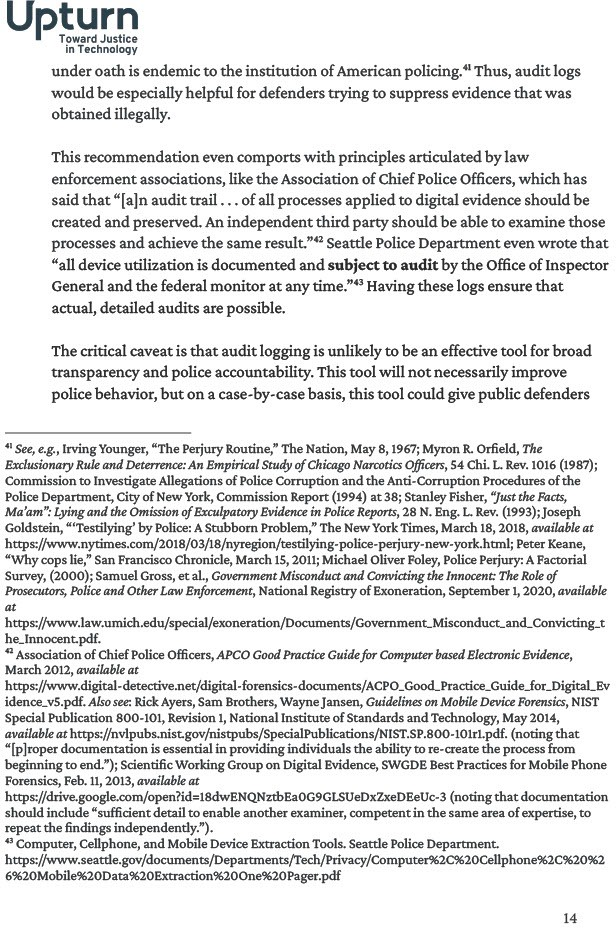 Upturn
Toward Justice
in Technology
under oath is endemic to the institution of American policing.⁴¹ Thus, audit logs
would be especially helpful for defenders trying to suppress evidence that was
obtained illegally.
This recommendation even comports with principles articulated by law
enforcement associations, like the Association of Chief Police Officers, which has
said that “[a]n audit trail . . . of all processes applied to digital evidence should be
created and preserved. An independent third party should be able to examine those
processes and achieve the same result.”⁴² Seattle Police Department even wrote that
“all device utilization is documented and subject to audit by the Office of Inspector
General and the federal monitor at any time.”⁴³ Having these logs ensure that
actual, detailed audits are possible.
The critical caveat is that audit logging is unlikely to be an effective tool for broad
transparency and police accountability. This tool will not necessarily improve
police behavior, but on a case-by-case basis, this tool could give public defenders
⁴¹ See, e.g., Irving Younger, “The Perjury Routine,” The Nation, May 8, 1967; Myron R. Orfield, The
Exclusionary Rule and Deterrence: An Empirical Study of Chicago Narcotics Officers, 54 Chi. L. Rev. 1016 (1987);
Commission to Investigate Allegations of Police Corruption and the Anti-Corruption Procedures of the
Police Department, City of New York, Commission Report (1994) at 38; Stanley Fisher, “Just the Facts,
Ma’am”: Lying and the Omission of Exculpatory Evidence in Police Reports, 28 N. Eng. L. Rev. (1993); Joseph
Goldstein, “‘Testilying’ by Police: A Stubborn Problem,” The New York Times, March 18, 2018, available at
https://www.nytimes.com/2018/03/18/nyregion/testilying-police-perjury-new-york.html; Peter Keane,
“Why cops lie,” San Francisco Chronicle, March 15, 2011; Michael Oliver Foley, Police Perjury: A Factorial
Survey, (2000); Samuel Gross, et al., Government Misconduct and Convicting the Innocent: The Role of
Prosecutors, Police and Other Law Enforcement, National Registry of Exoneration, September 1, 2020, available
at
https://www.law.umich.edu/special/exoneration/Documents/Government_Misconduct_and_Convicting_t
he_Innocent.pdf.
⁴² Association of Chief Police Officers, APCO Good Practice Guide for Computer based Electronic Evidence,
March 2012, available at
https://www.digital-detective.net/digital-forensics-documents/ACPO_Good_Practice_Guide_for_Digital_Ev
idence_v5.pdf. Also see: Rick Ayers, Sam Brothers, Wayne Jansen, Guidelines on Mobile Device Forensics, NIST
Special Publication 800-101, Revision 1, National Institute of Standards and Technology, May 2014,
available at https://nvlpubs.nist.gov/nistpubs/SpecialPublications/NIST.SP.800-101r1.pdf. (noting that
“[p]roper documentation is essential in providing individuals the ability to re-create the process from
beginning to end.”); Scientific Working Group on Digital Evidence, SWGDE Best Practices for Mobile Phone
Forensics, Feb. 11, 2013, available at
https://drive.google.com/open?id=18dwENQNztbEa0G9GLSUeDxZxeDEeUc-3 (noting that documentation
should include “sufficient detail to enable another examiner, competent in the same area of expertise, to
repeat the findings independently.”).
⁴³ Computer, Cellphone, and Mobile Device Extraction Tools. Seattle Police Department.
https://www.seattle.gov/documents/Departments/Tech/Privacy/Computer%2C%20Cellphone%2C%20%2
6%20Mobile%20Data%20Extraction%20One%20Pager.pdf
14